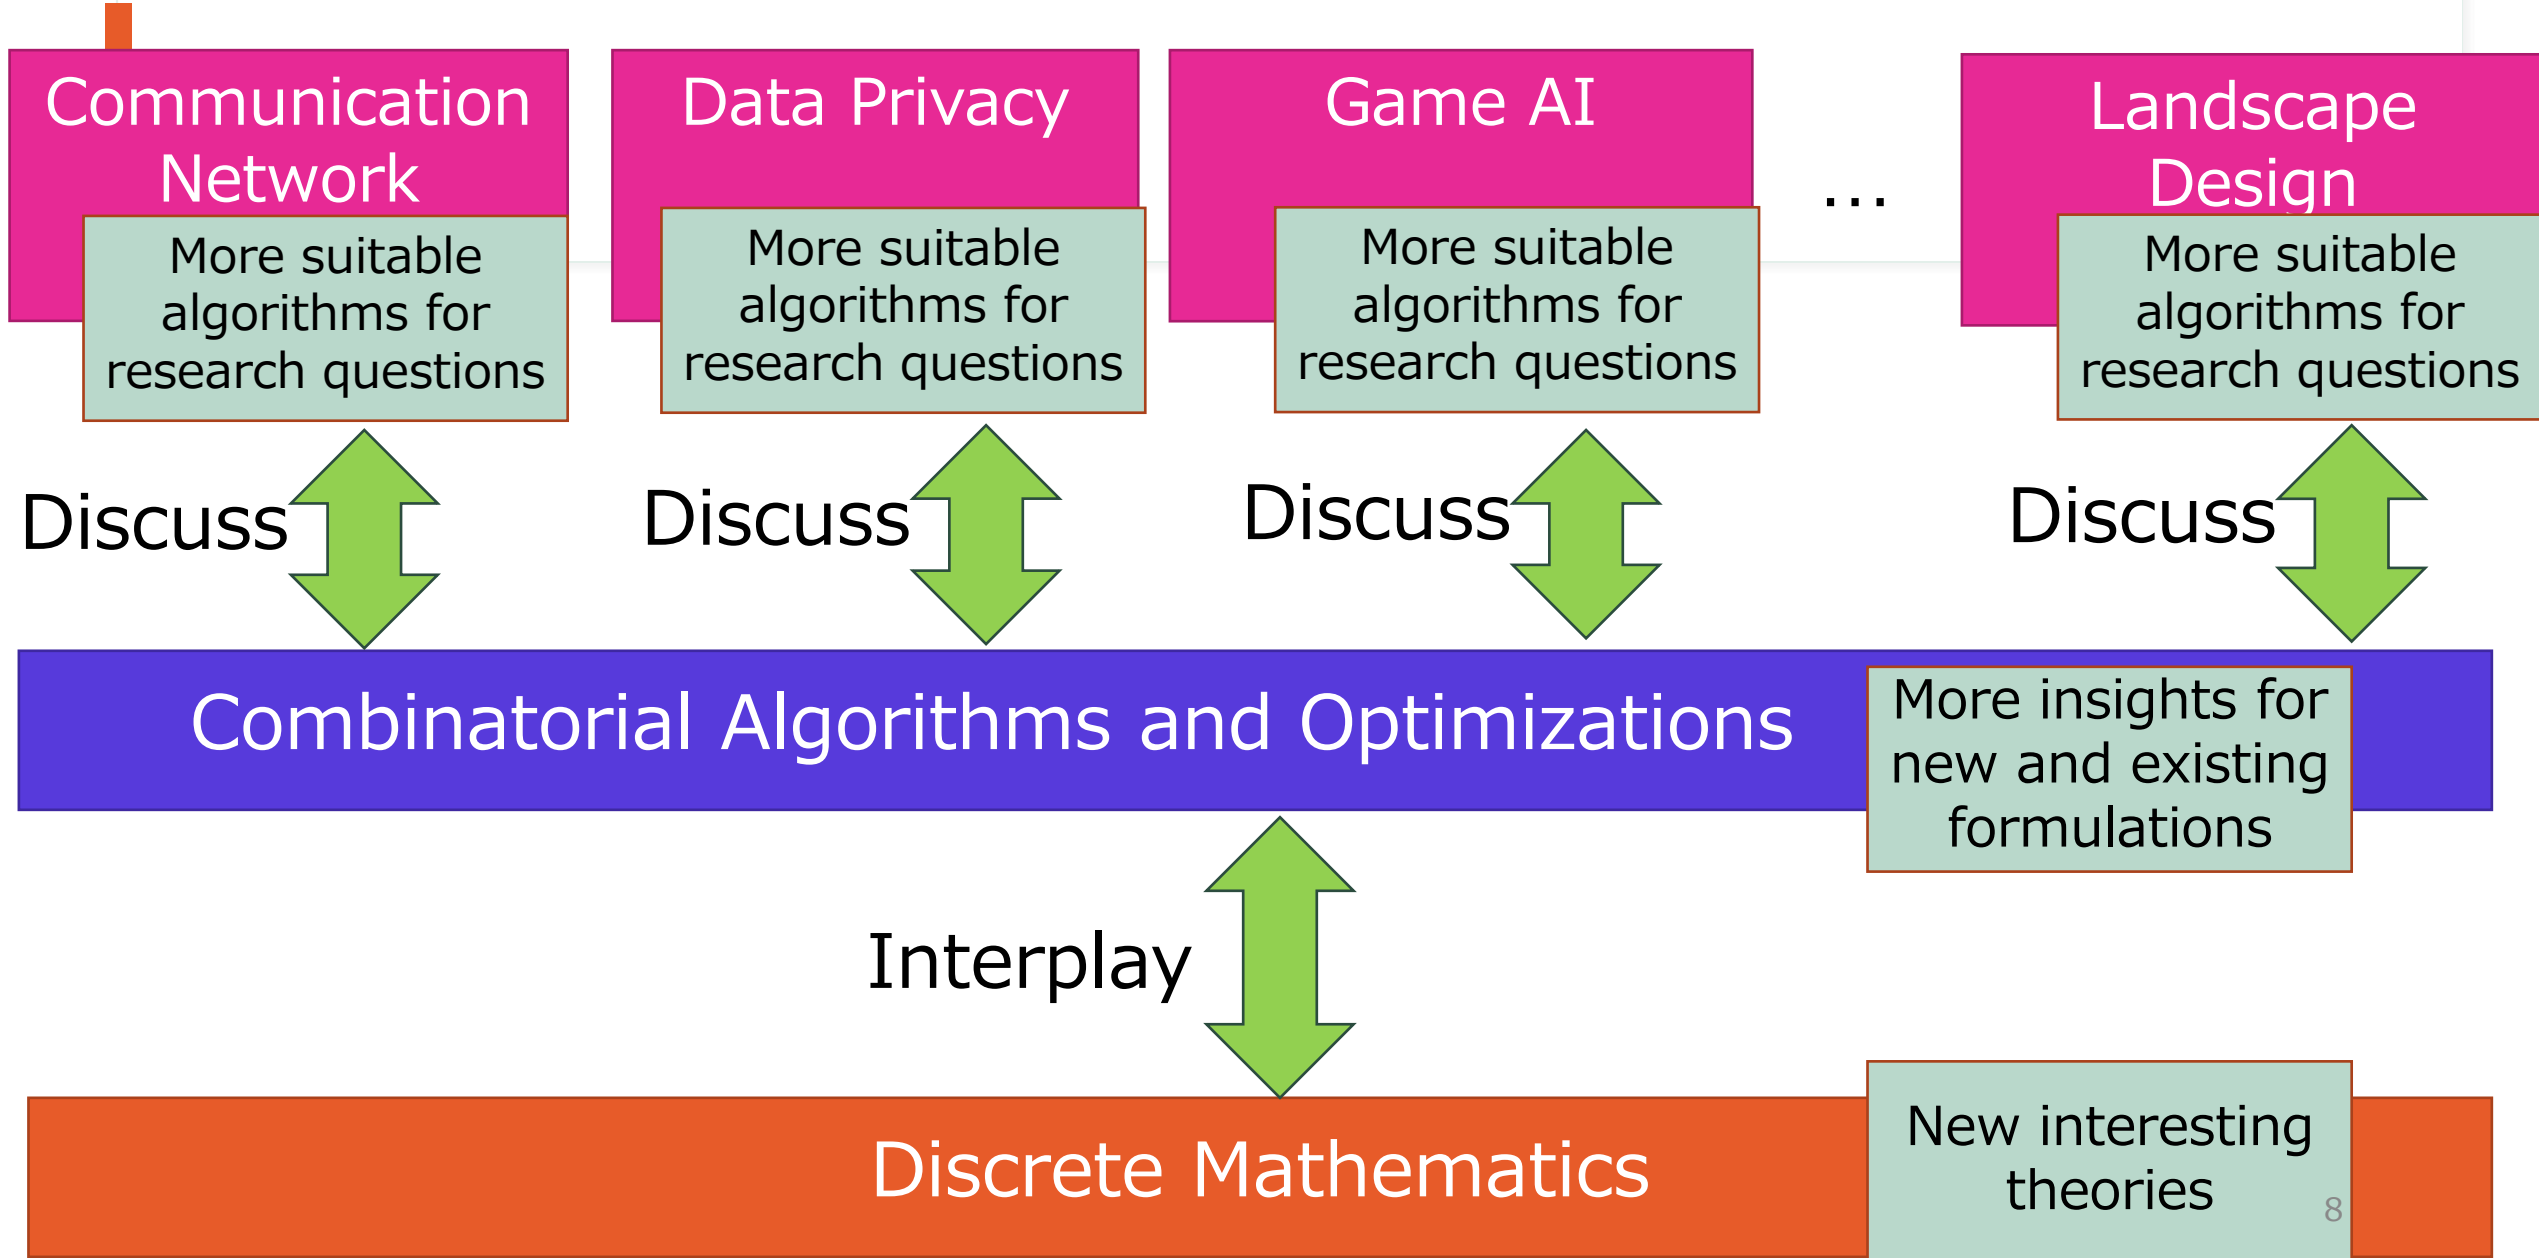 Communication
Network
More suitable
algorithms for
research questions
Data Privacy
More suitable
algorithms for
research questions
Game AI
More suitable
algorithms for
research questions
...
Landscape
Design
More suitable
algorithms for
research questions
Discuss
Discuss
Discuss
Discuss
Combinatorial Algorithms and Optimizations
More insights for
new and existing
formulations
Interplay
Discrete Mathematics
New interesting
theories
8